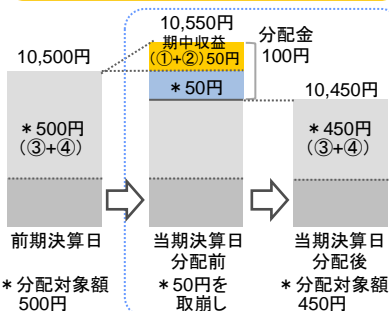 10,550円
期中収益
(①+②)50円
分配金
100円
10,500円
＊50円
10,450円
＊500円
(③+④)
＊450円
(③+④)
前期決算日
当期決算日
分配前
当期決算日
分配後
＊分配対象額
500円
＊50円を
取崩し
＊分配対象額
450円